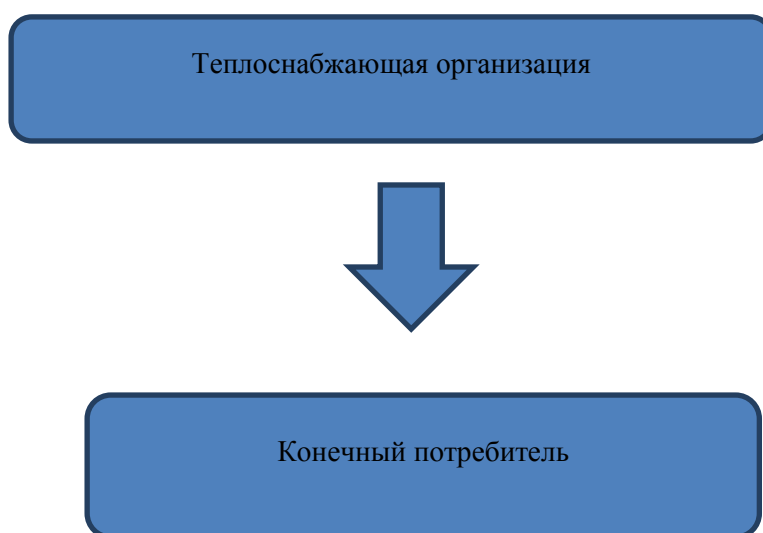 Теплоснабжающая организация
Конечный потребитель